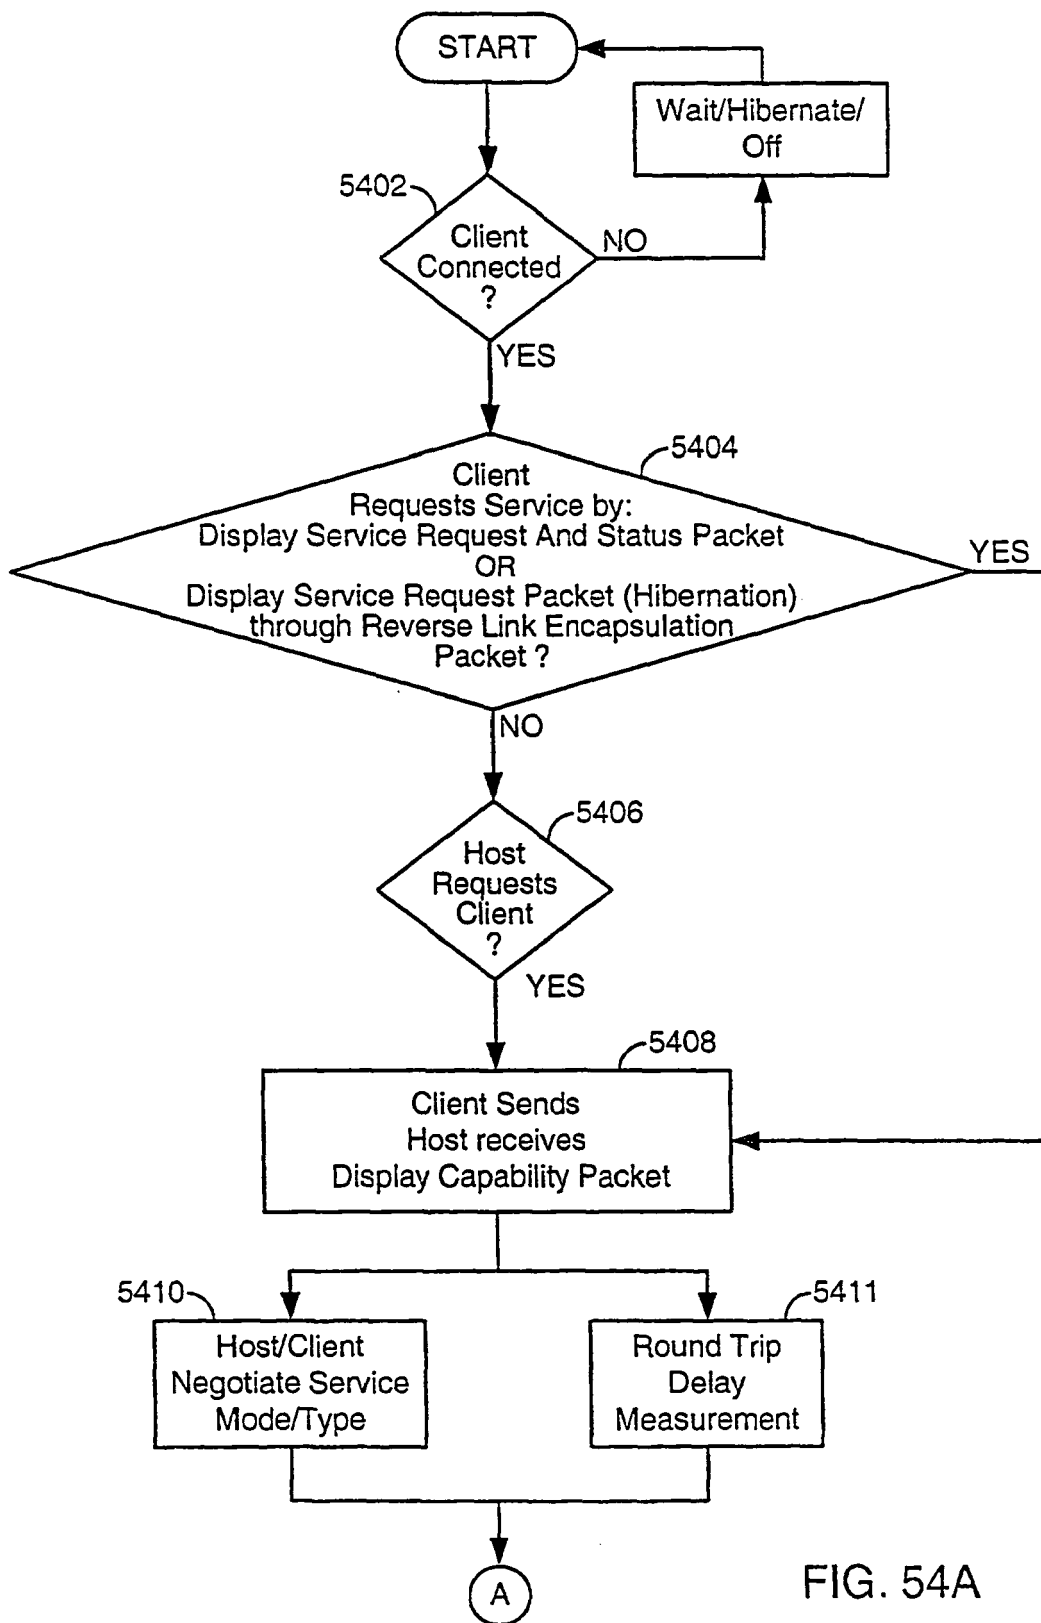 START
Wait/Hibernate/
Off
5402
Client
Connected
?
NO
YES
5404
Client
Requests Service by:
Display Service Request And Status Packet
OR
Display Service Request Packet (Hibernation)
through Reverse Link Encapsulation
Packet ?
YES
NO
5406
Host
Requests
Client
?
YES
5408
Client Sends
Host receives
Display Capability Packet
5410
Host/Client
Negotiate Service
Mode/Type
5411
Round Trip
Delay
Measurement
A
FIG. 54A